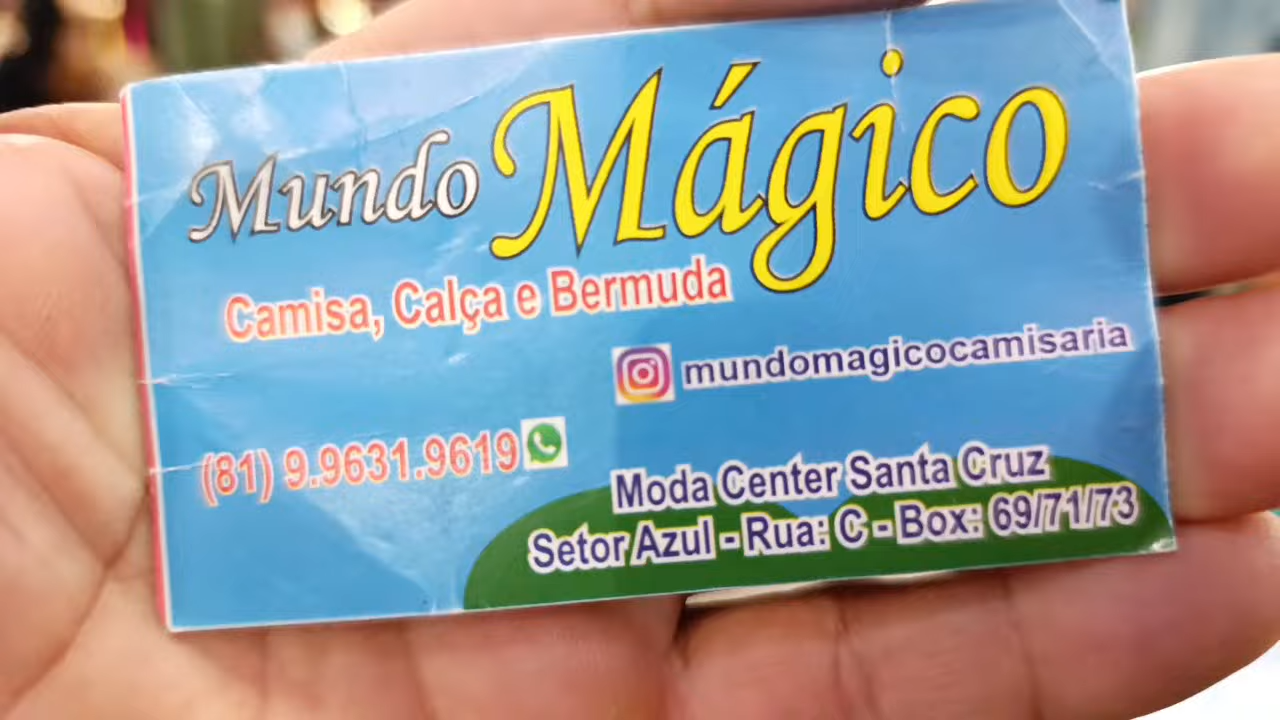 Mundo Mágico
Camisa, Calça e Bermuda
mundomagicocamisaria
(81) 9.9631.9619
Moda Center Santa Cruz
Setor Azul - Rua: C - Box: 69/71/73